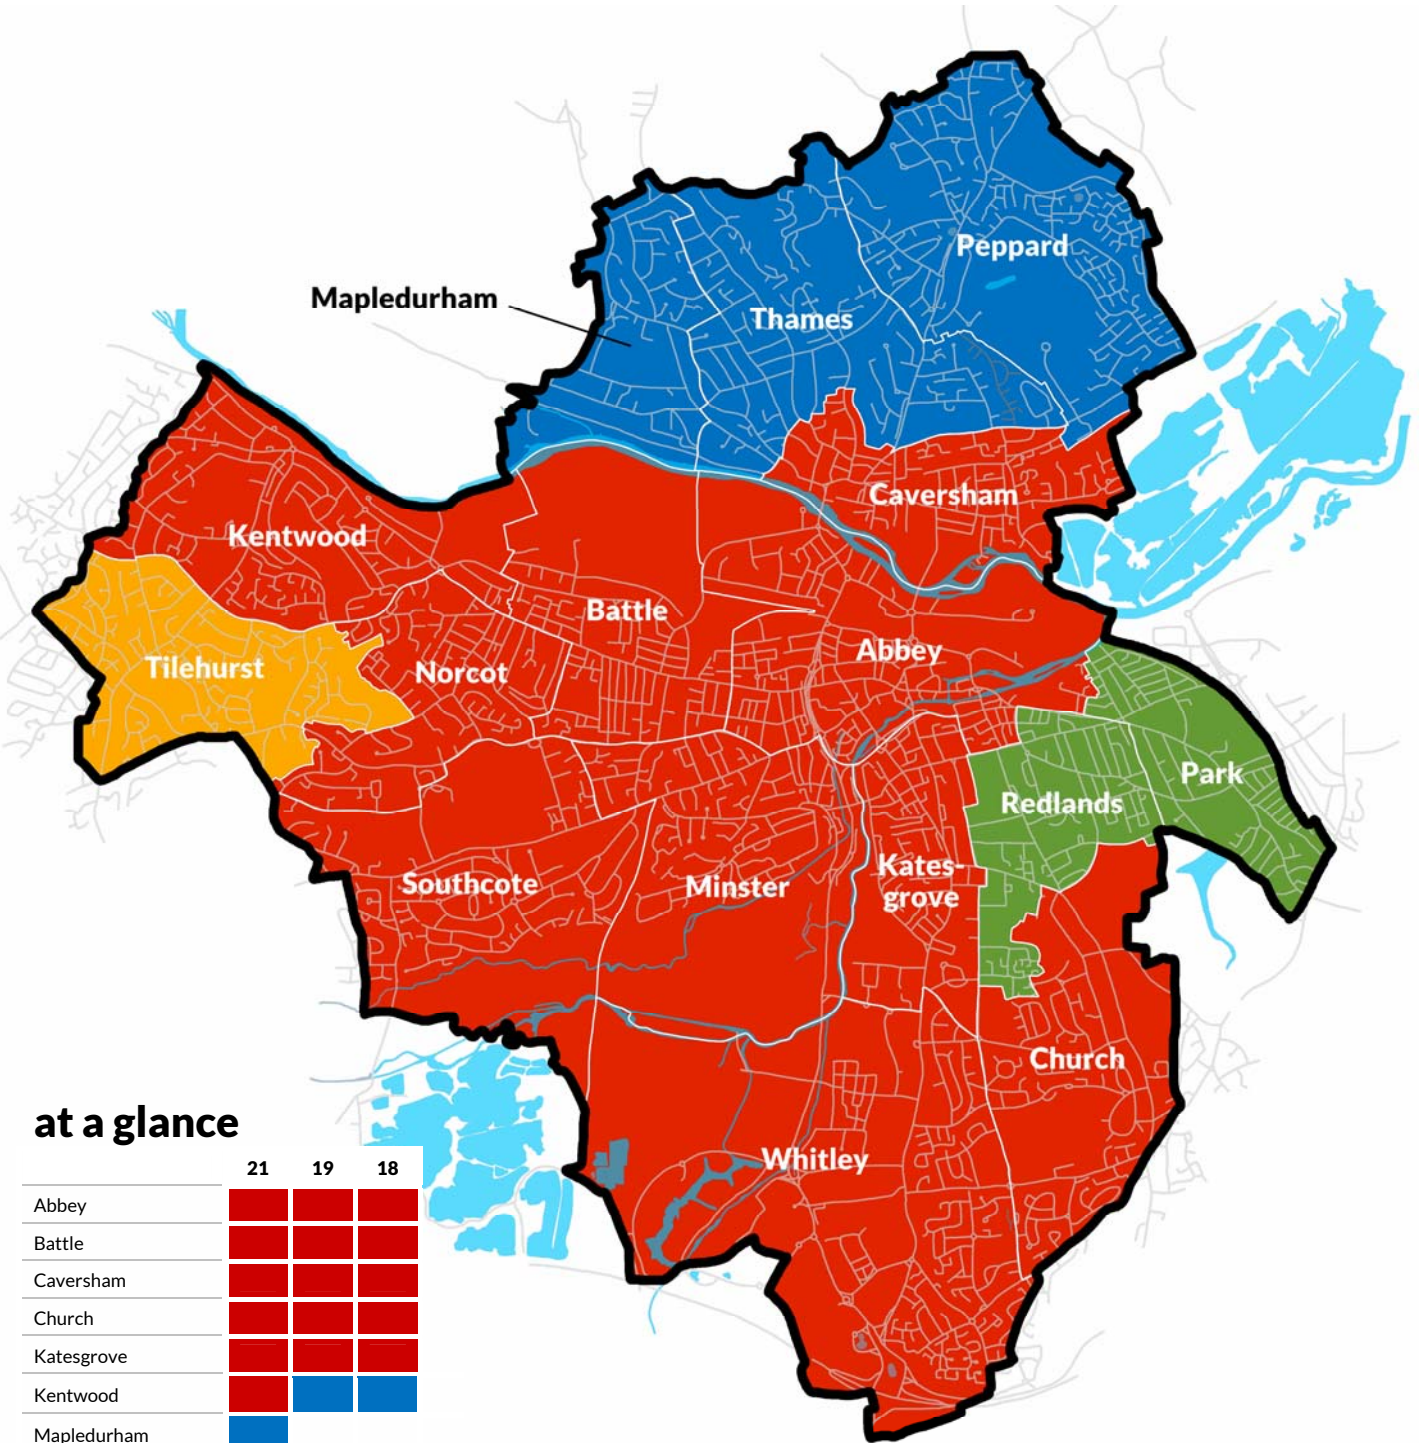 Peppard
Mapledurham
Thames
Caversham
Kentwood
Battle
Abbey
Tilehurst
Norcot
Park
Redlands
Kates-
grove
Southcote
Minster
Church
Whitley
at a glance
21 19 18
Abbey
Battle
Caversham
Church
Katesgrove
Kentwood
Mapledurham